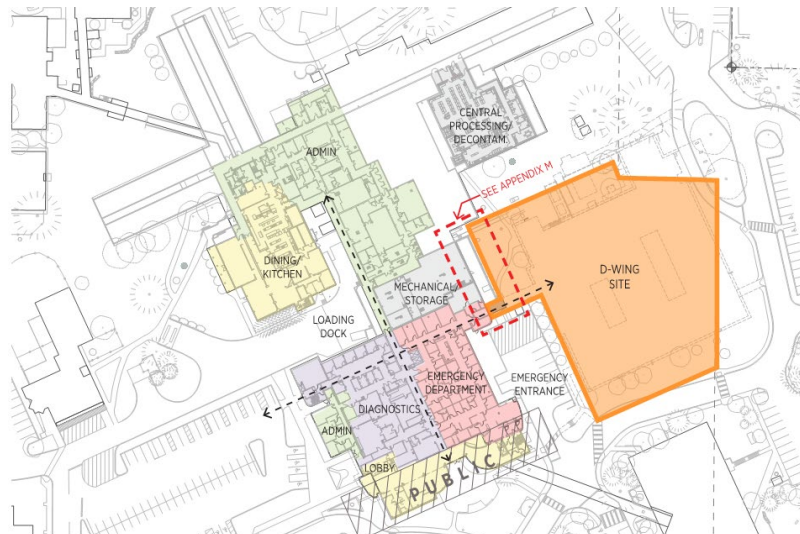 CENTRAL
PROCESSING/
DECONTAM.
ADMIN
SEE APPENDIX M
DINING/
KITCHEN
D-WING
SITE
MECHANICAL/
STORAGE
LOADING
DOCK
EMERGENCY
DEPARTMENT
EMERGENCY
ENTRANCE
DIAGNOSTICS
ADMIN
LOBBY
PUBLIC